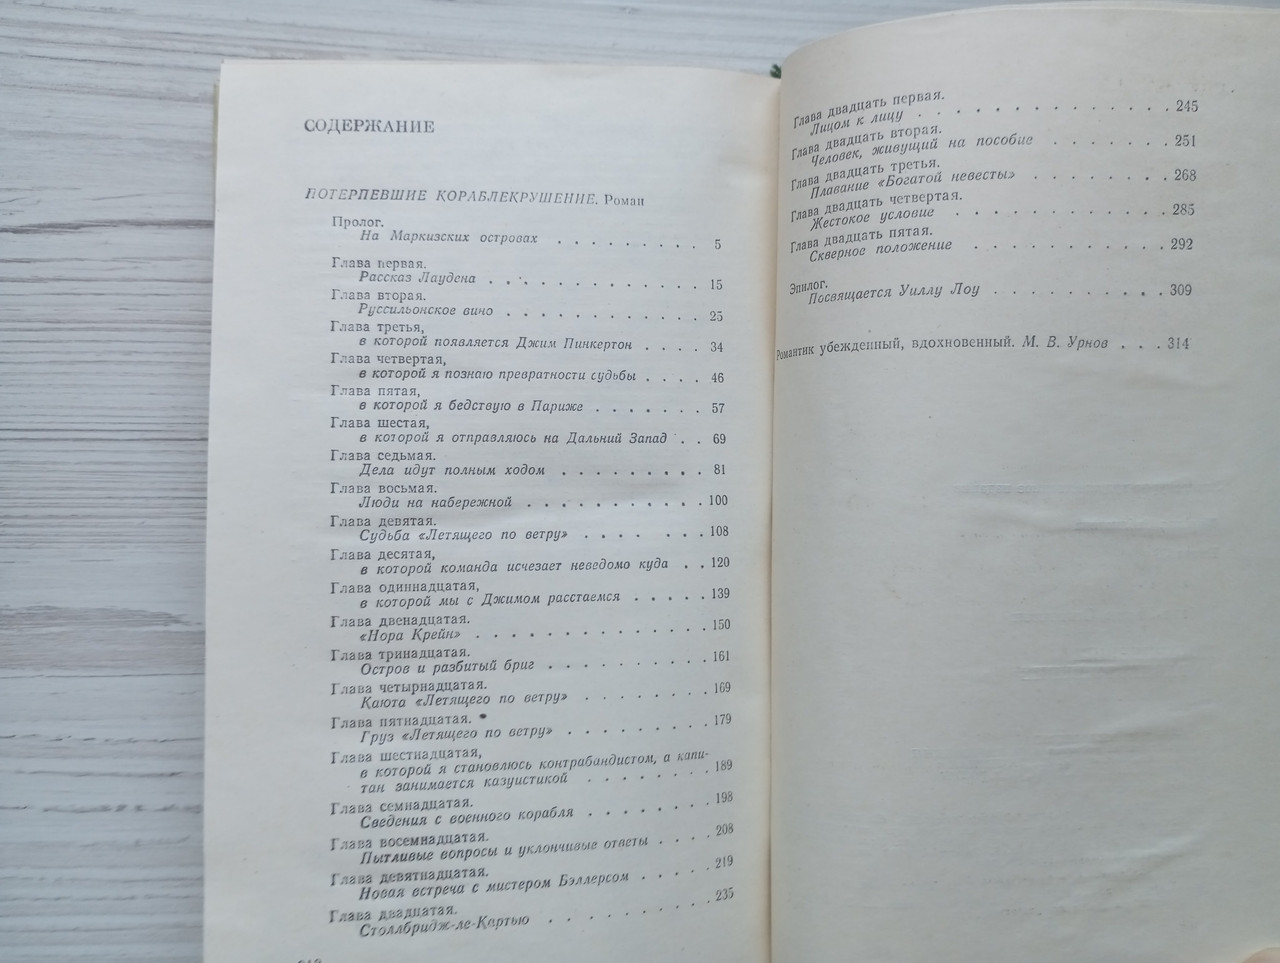 СОДЕРЖАНИЕ
ПОТЕРПЕВШИЕ КОРАБЛЕКРУШЕНИЕ. Роман
Пролог.
На Маркизских островах . . . . . . . . . 5
Глава первая.
Рассказ Лаудена . . . . . . . . . . . . . 15
Глава вторая.
Руссильонское вино . . . . . . . . . . . . 25
Глава третья,
в которой появляется Джим Пинкертон . . . . 34
Глава четвертая,
в которой я познаю превратности судьбы . . . . 46
Глава пятая,
в которой я бедствую в Париже . . . . . . . 57
Глава шестая,
в которой я отправляюсь на Дальний Запад . . 69
Глава седьмая.
Дела идут полным ходом . . . . . . . . . 81
Глава восьмая.
Люди на набережной . . . . . . . . . . . 100
Глава девятая.
Судьба «Летящего по ветру» . . . . . . . 108
Глава десятая,
в которой команда исчезает неведомо куда . . 120
Глава одиннадцатая,
в которой мы с Джимом расстаемся . . . . . 139
Глава двенадцатая.
«Нора Крейн» . . . . . . . . . . . . . . 150
Глава тринадцатая.
Остров и разбитый бриг . . . . . . . . . . 161
Глава четырнадцатая.
Каюта «Летящего по ветру» . . . . . . . . 169
Глава пятнадцатая.
Груз «Летящего по ветру» . . . . . . . . . 179
Глава шестнадцатая,
в которой я становлюсь контрабандистом, а капи-
тан занимается казуистикой . . . . . . . . 189
Глава семнадцатая.
Сведения с военного корабля . . . . . . . . 198
Глава восемнадцатая.
Пытливые вопросы и уклончивые ответы . . . . 208
Глава девятнадцатая.
Новая встреча с мистером Бэллерсом . . . . . 219
Глава двадцатая.
Столлбридж-ле-Картью . . . . . . . . . . 235
Глава двадцать первая.
Лицом к лицу . . . . . . . . . . . . . . 245
Глава двадцать вторая.
Человек, живущий на пособие . . . . . . . 251
Глава двадцать третья.
Плавание «Богатой невесты» . . . . . . . . 268
Глава двадцать четвертая.
Жестокое условие . . . . . . . . . . . . 285
Глава двадцать пятая.
Скверное положение . . . . . . . . . . . 292
Эпилог.
Посвящается Уиллу Лоу . . . . . . . . . . 309
Романтик убежденный, вдохновенный. М. В. Урнов . . . 314